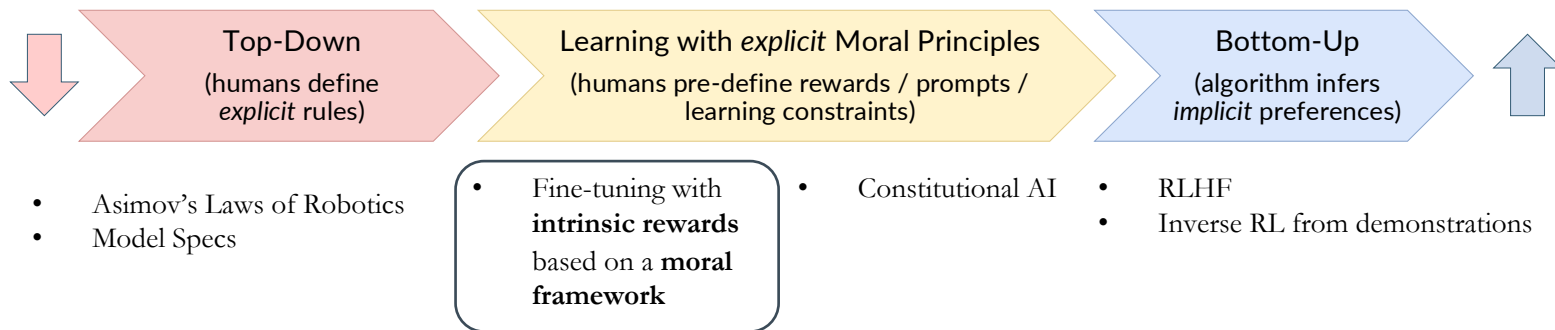 Top-Down
(humans define
explicit rules)
Learning with explicit Moral Principles
(humans pre-define rewards / prompts /
learning constraints)
Bottom-Up
(algorithm infers
implicit preferences)
• Asimov’s Laws of Robotics
• Model Specs
• Fine-tuning with
intrinsic rewards
based on a moral
framework
• Constitutional AI
• RLHF
• Inverse RL from demonstrations